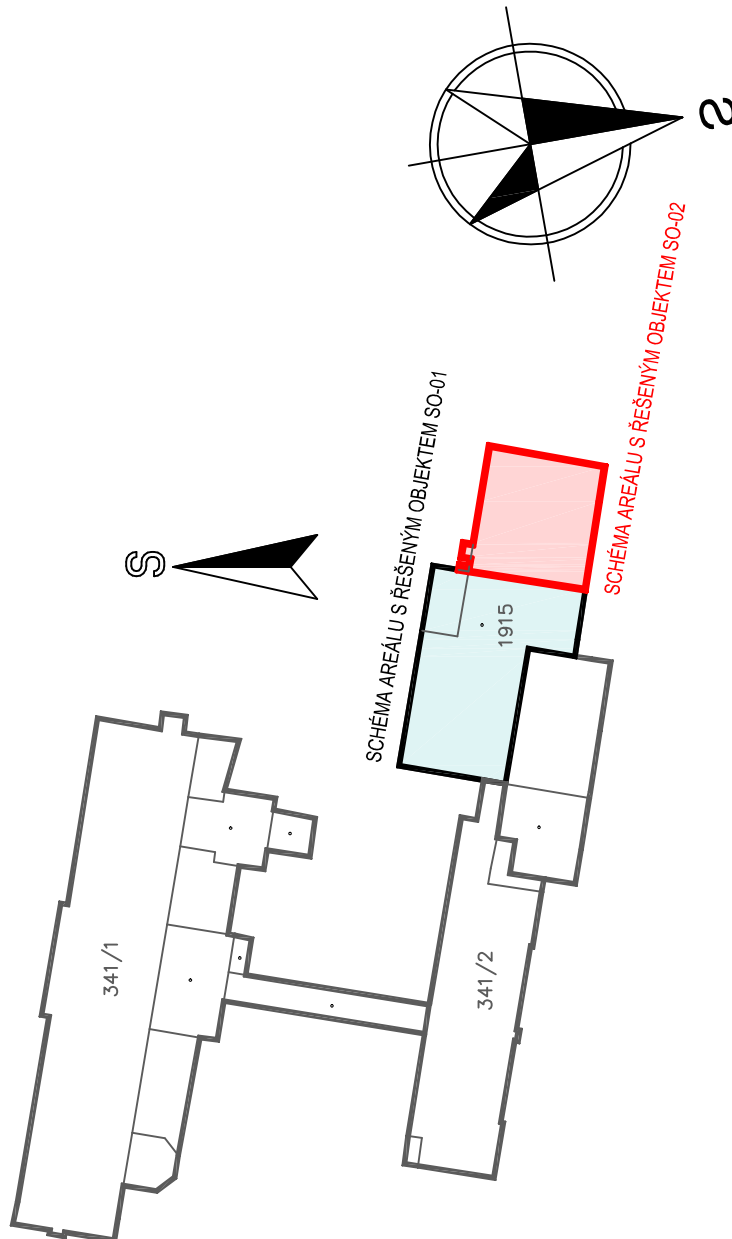 S
SCHÉMA AREÁLU S ŘEŠENÝM OBJEKTEM SO-02
SCHÉMA AREÁLU S ŘEŠENÝM OBJEKTEM SO-01
S
1915
341/1
341/2